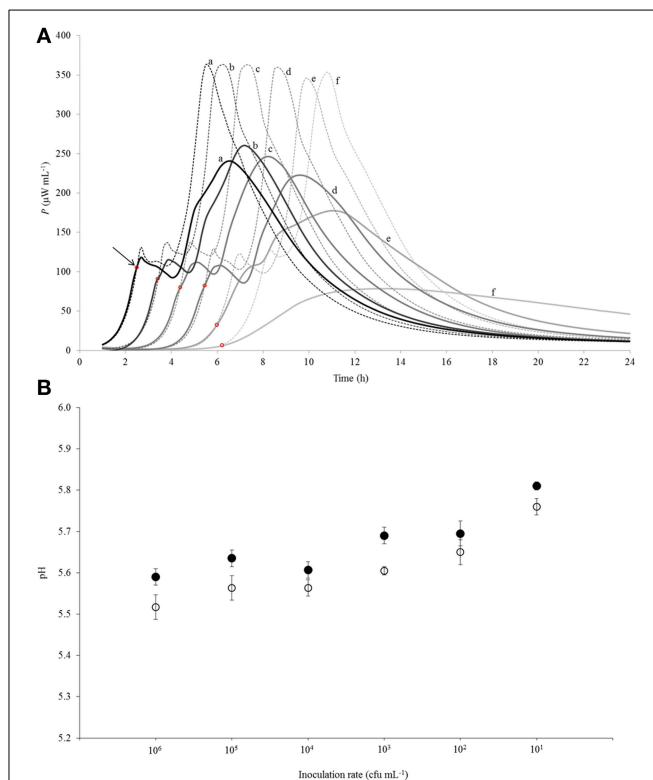 A
400
350
300
250
200
150
100
50
0
P (µW mL⁻¹)
a b c d e f
a b c d e f
0 2 4 6 8 10 12 14 16 18 20 22 24
Time (h)
B
6.0
5.9
5.8
5.7
5.6
5.5
5.4
5.3
5.2
pH
10⁶ 10⁵ 10⁴ 10³ 10² 10¹
Inoculation rate (cfu mL⁻¹)